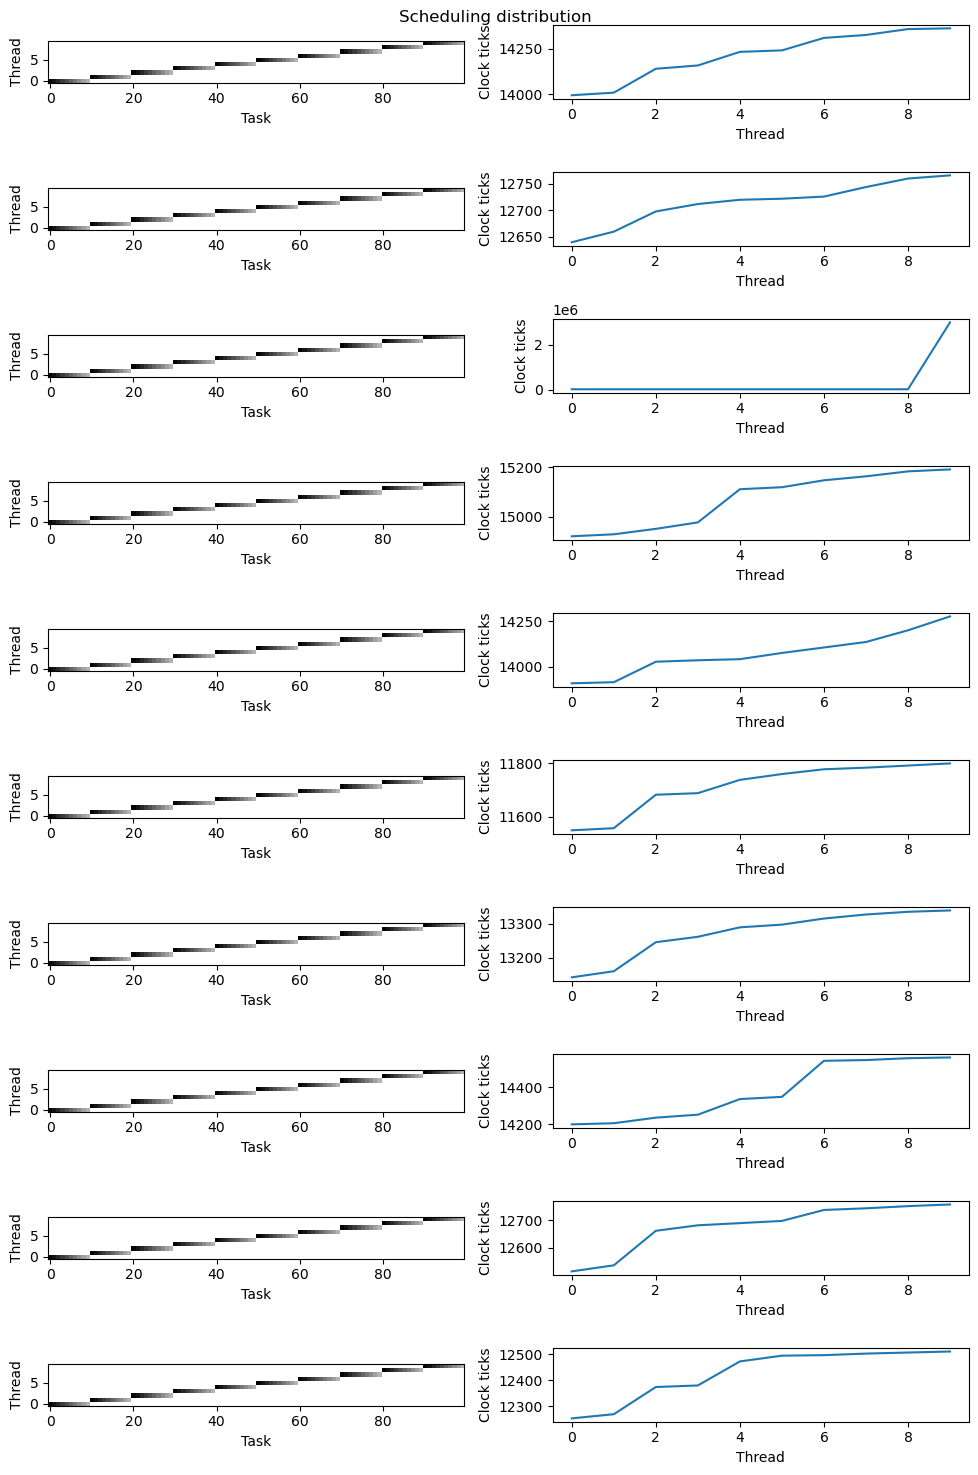 Scheduling distribution
Thread
5
0
0 20 40 60 80
Task
Clock ticks
14250
14000
0 2 4 6 8
Thread
Thread
5
0
0 20 40 60 80
Task
Clock ticks
12750
12700
12650
0 2 4 6 8
Thread
Thread
5
0
0 20 40 60 80
Task
1e6
Clock ticks
2
0
0 2 4 6 8
Thread
Thread
5
0
0 20 40 60 80
Task
Clock ticks
15200
15000
0 2 4 6 8
Thread
Thread
5
0
0 20 40 60 80
Task
Clock ticks
14250
14000
0 2 4 6 8
Thread
Thread
5
0
0 20 40 60 80
Task
Clock ticks
11800
11600
0 2 4 6 8
Thread
Thread
5
0
0 20 40 60 80
Task
Clock ticks
13300
13200
0 2 4 6 8
Thread
Thread
5
0
0 20 40 60 80
Task
Clock ticks
14400
14200
0 2 4 6 8
Thread
Thread
5
0
0 20 40 60 80
Task
Clock ticks
12700
12600
0 2 4 6 8
Thread
Thread
5
0
0 20 40 60 80
Task
Clock ticks
12500
12400
12300
0 2 4 6 8
Thread